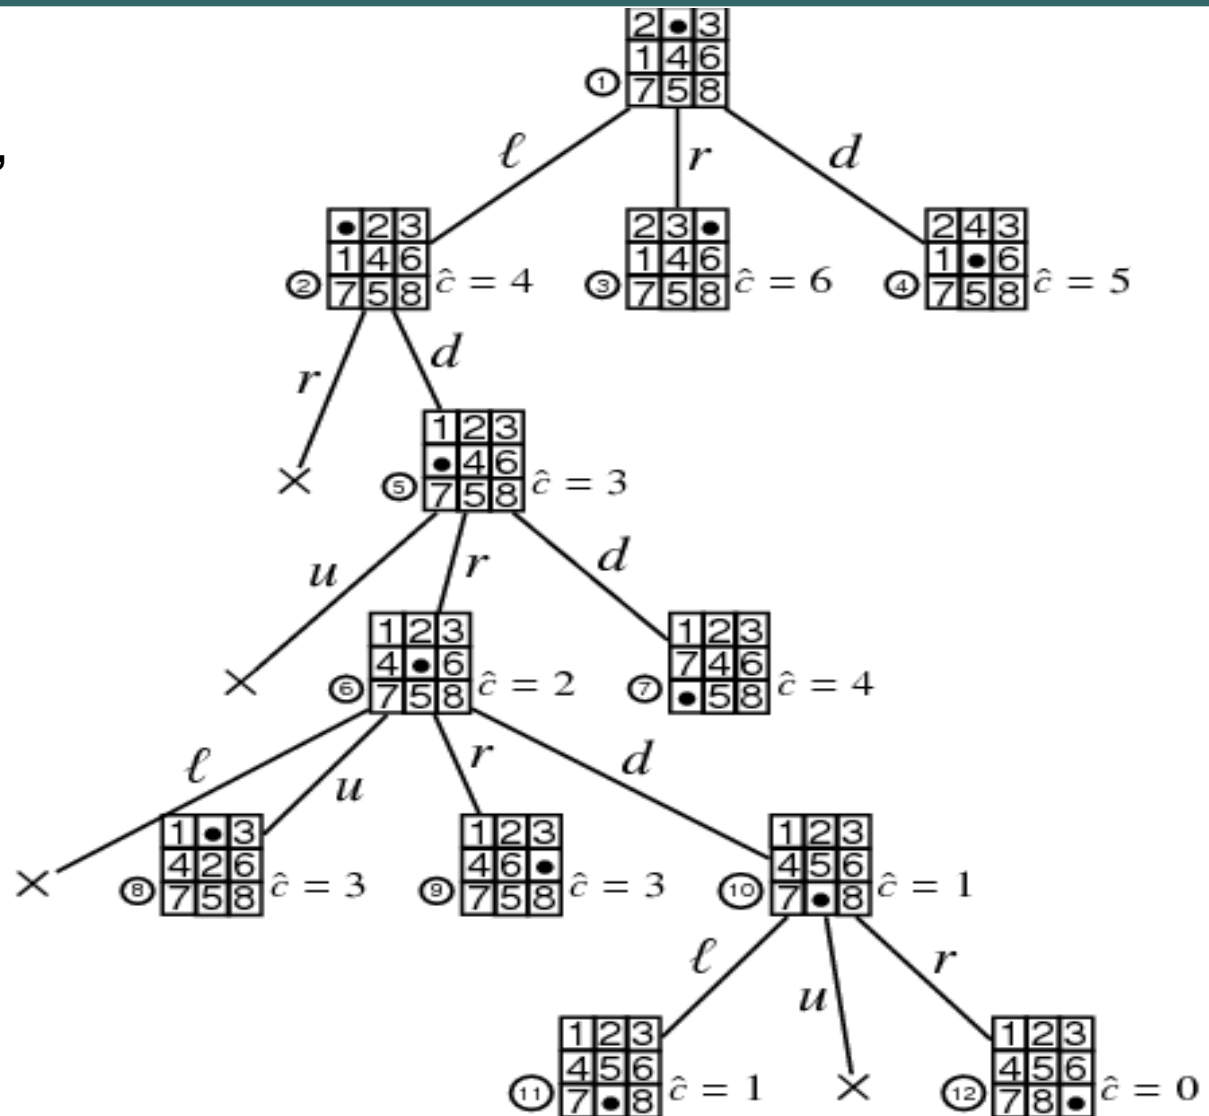 ,
2 • 3
1 4 6
① 7 5 8
ℓ r d
• 2 3
1 4 6
② 7 5 8 ĉ = 4
2 3 •
1 4 6
③ 7 5 8 ĉ = 6
2 4 3
1 • 6
④ 7 5 8 ĉ = 5
r d
×
1 2 3
• 4 6
⑤ 7 5 8 ĉ = 3
u r d
×
1 2 3
4 • 6
⑥ 7 5 8 ĉ = 2
1 2 3
7 4 6
⑦ • 5 8 ĉ = 4
ℓ u r d
×
1 • 3
4 2 6
⑧ 7 5 8 ĉ = 3
1 2 3
4 6 •
⑨ 7 5 8 ĉ = 3
1 2 3
4 5 6
⑩ 7 • 8 ĉ = 1
ℓ u r
1 2 3
4 5 6
⑪ 7 • 8 ĉ = 1
×
1 2 3
4 5 6
⑫ 7 8 • ĉ = 0